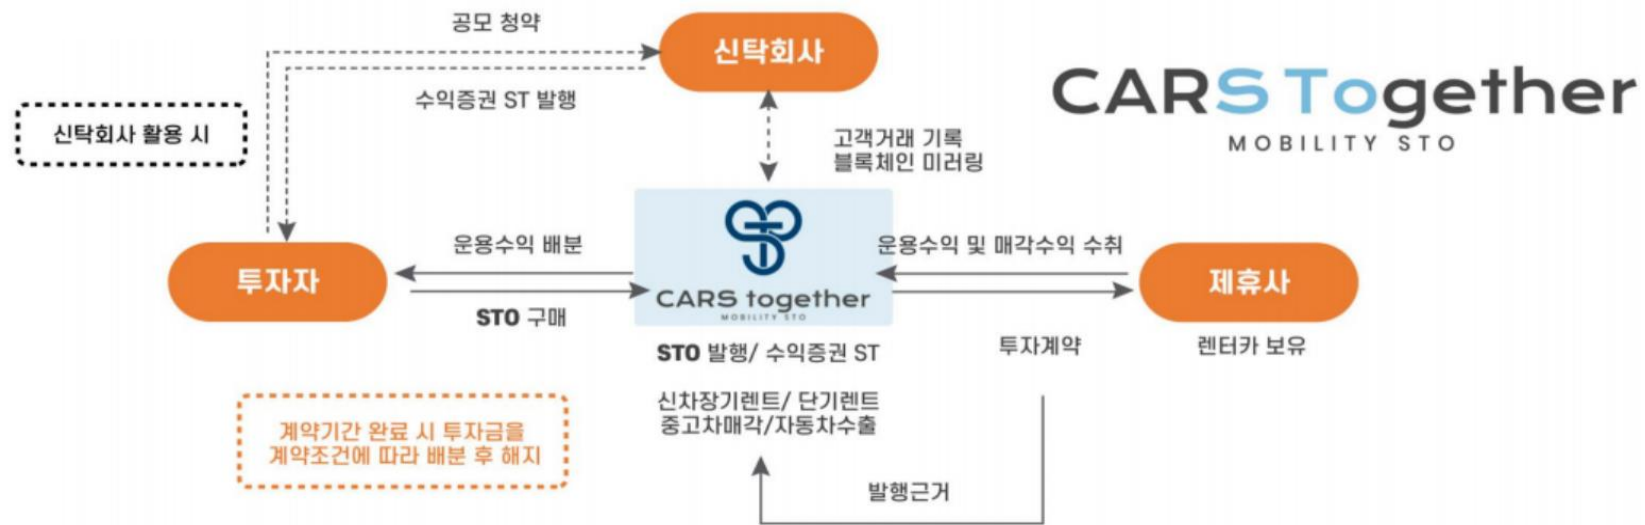 공모 청약
신탁회사
CARS Together
MOBILITY STO
수익증권 ST 발행
신탁회사 활용 시
고객거래 기록
블록체인 미러링
운용수익 배분
운용수익 및 매각수익 수취
투자자
CARS together
MOBILITY STO
제휴사
STO 구매
STO 발행/ 수익증권 ST
투자계약
렌터카 보유
신차장기렌트/ 단기렌트
중고차매각/자동차수출
계약기간 완료 시 투자금을
계약조건에 따라 배분 후 해지
발행근거